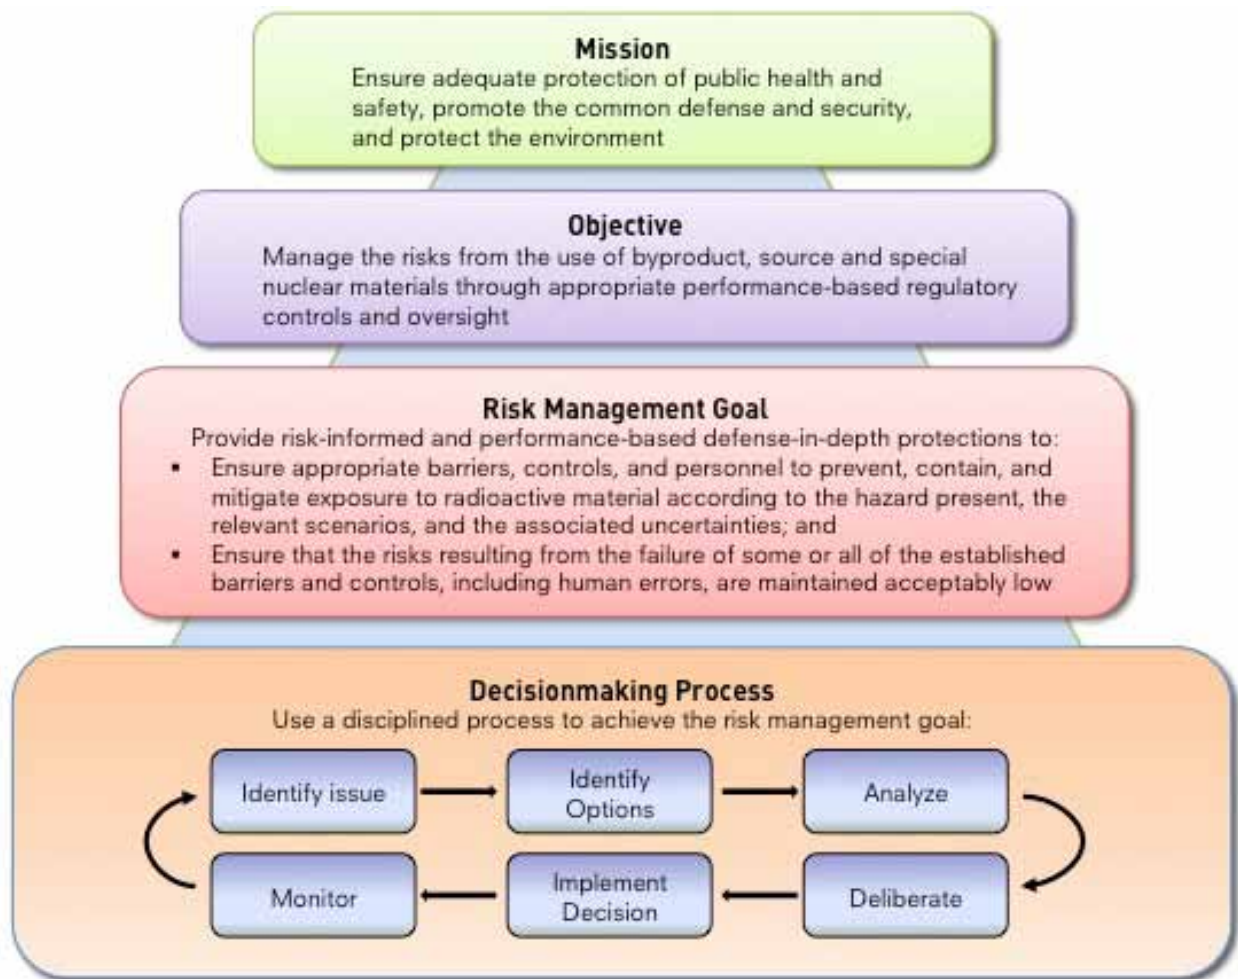 Mission
Ensure adequate protection of public health and
safety, promote the common defense and security,
and protect the environment
Objective
Manage the risks from the use of byproduct, source and special
nuclear materials through appropriate performance-based regulatory
controls and oversight
Risk Management Goal
Provide risk-informed and performance-based defense-in-depth protections to:
▪ Ensure appropriate barriers, controls, and personnel to prevent, contain, and
mitigate exposure to radioactive material according to the hazard present, the
relevant scenarios, and the associated uncertainties; and
▪ Ensure that the risks resulting from the failure of some or all of the established
barriers and controls, including human errors, are maintained acceptably low
Decisionmaking Process
Use a disciplined process to achieve the risk management goal:
Identify issue
Identify
Options
Analyze
Monitor
Implement
Decision
Deliberate